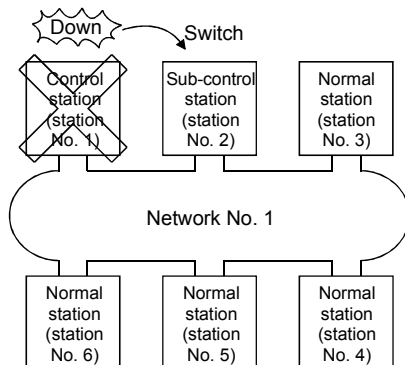 Down
Switch
Control
station
(station
No. 1)
Sub-control
station
(station
No. 2)
Normal
station
(station
No. 3)
Network No. 1
Normal
station
(station
No. 6)
Normal
station
(station
No. 5)
Normal
station
(station
No. 4)